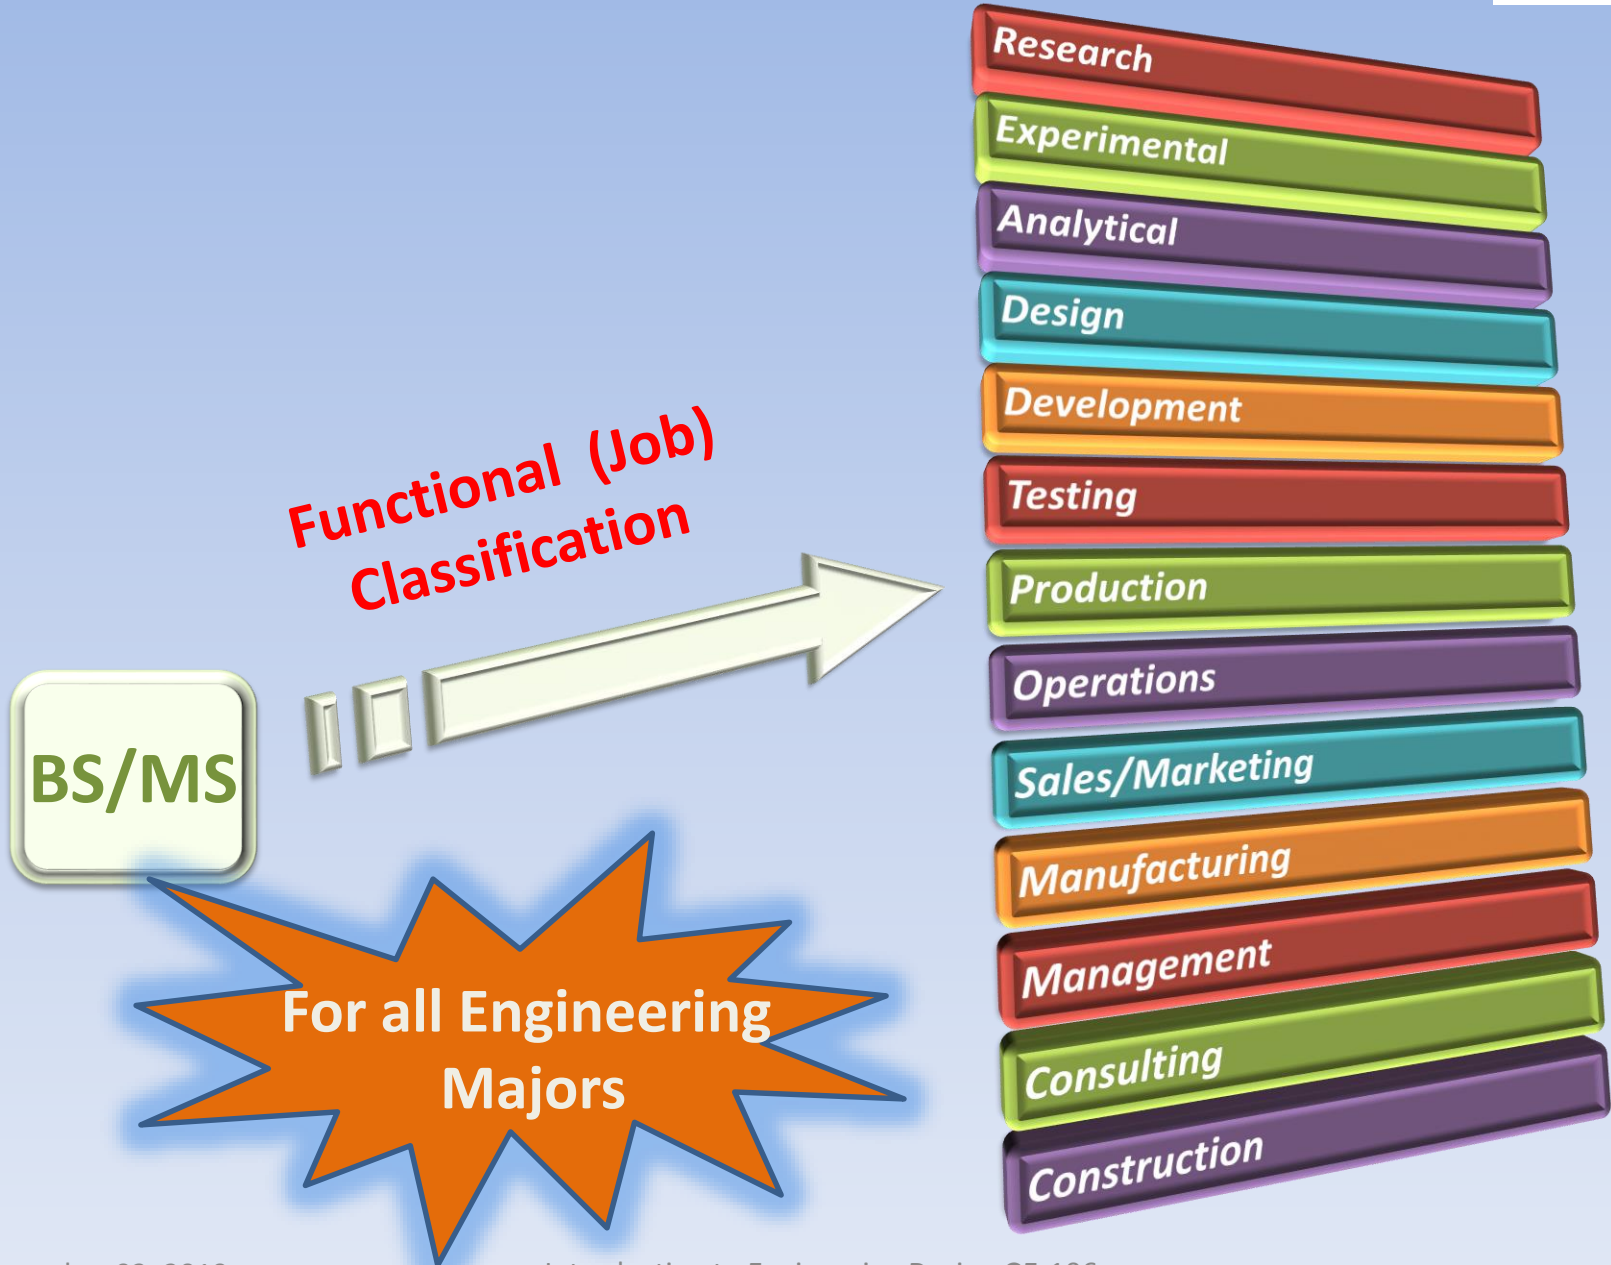 Research
Experimental
Analytical
Design
Development
Testing
Production
Operations
Sales/Marketing
Manufacturing
Management
Consulting
Construction
Functional (Job)
Classification
BS/MS
For all Engineering
Majors